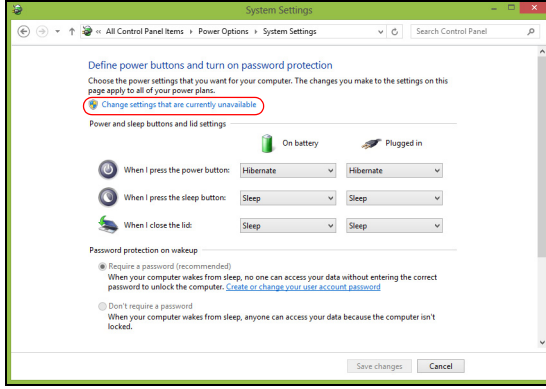 System Settings
« All Control Panel Items ▸ Power Options ▸ System Settings
Search Control Panel
Define power buttons and turn on password protection
Choose the power settings that you want for your computer. The changes you make to the settings on this
page apply to all of your power plans.
Change settings that are currently unavailable
Power and sleep buttons and lid settings
On battery Plugged in
When I press the power button: Hibernate Hibernate
When I press the sleep button: Sleep Sleep
When I close the lid: Sleep Sleep
Password protection on wakeup
Require a password (recommended)
When your computer wakes from sleep, no one can access your data without entering the correct
password to unlock the computer. Create or change your user account password
Don't require a password
When your computer wakes from sleep, anyone can access your data because the computer isn't
locked.
Save changes Cancel